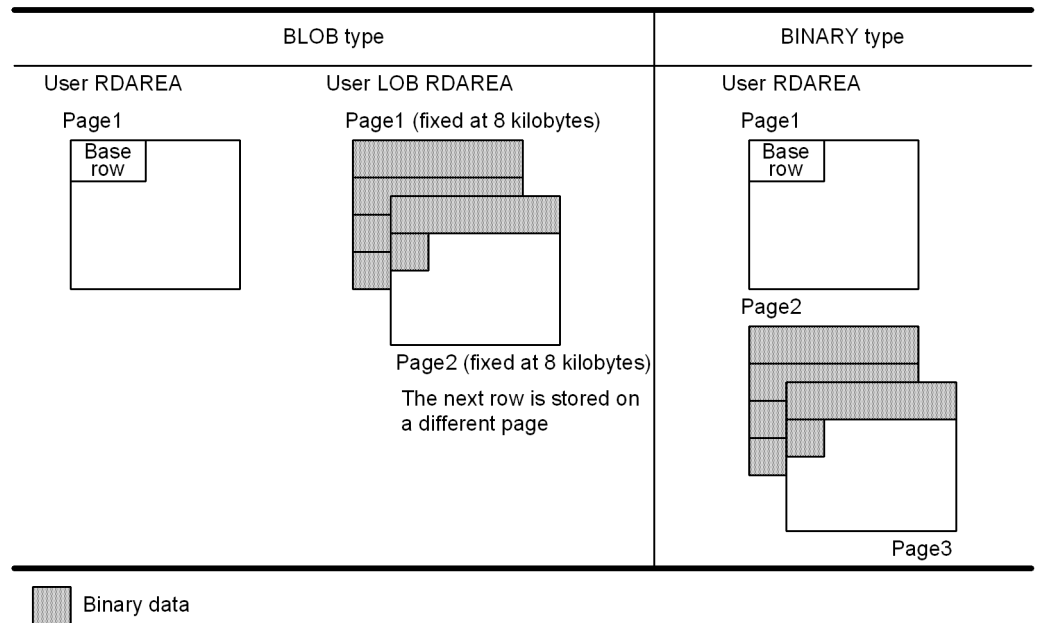 BLOB type
BINARY type
User RDAREA
User LOB RDAREA
User RDAREA
Page1
Page1 (fixed at 8 kilobytes)
Page1
Base
row
Base
row
Page2
Page2 (fixed at 8 kilobytes)
The next row is stored on
a different page
Page3
Binary data